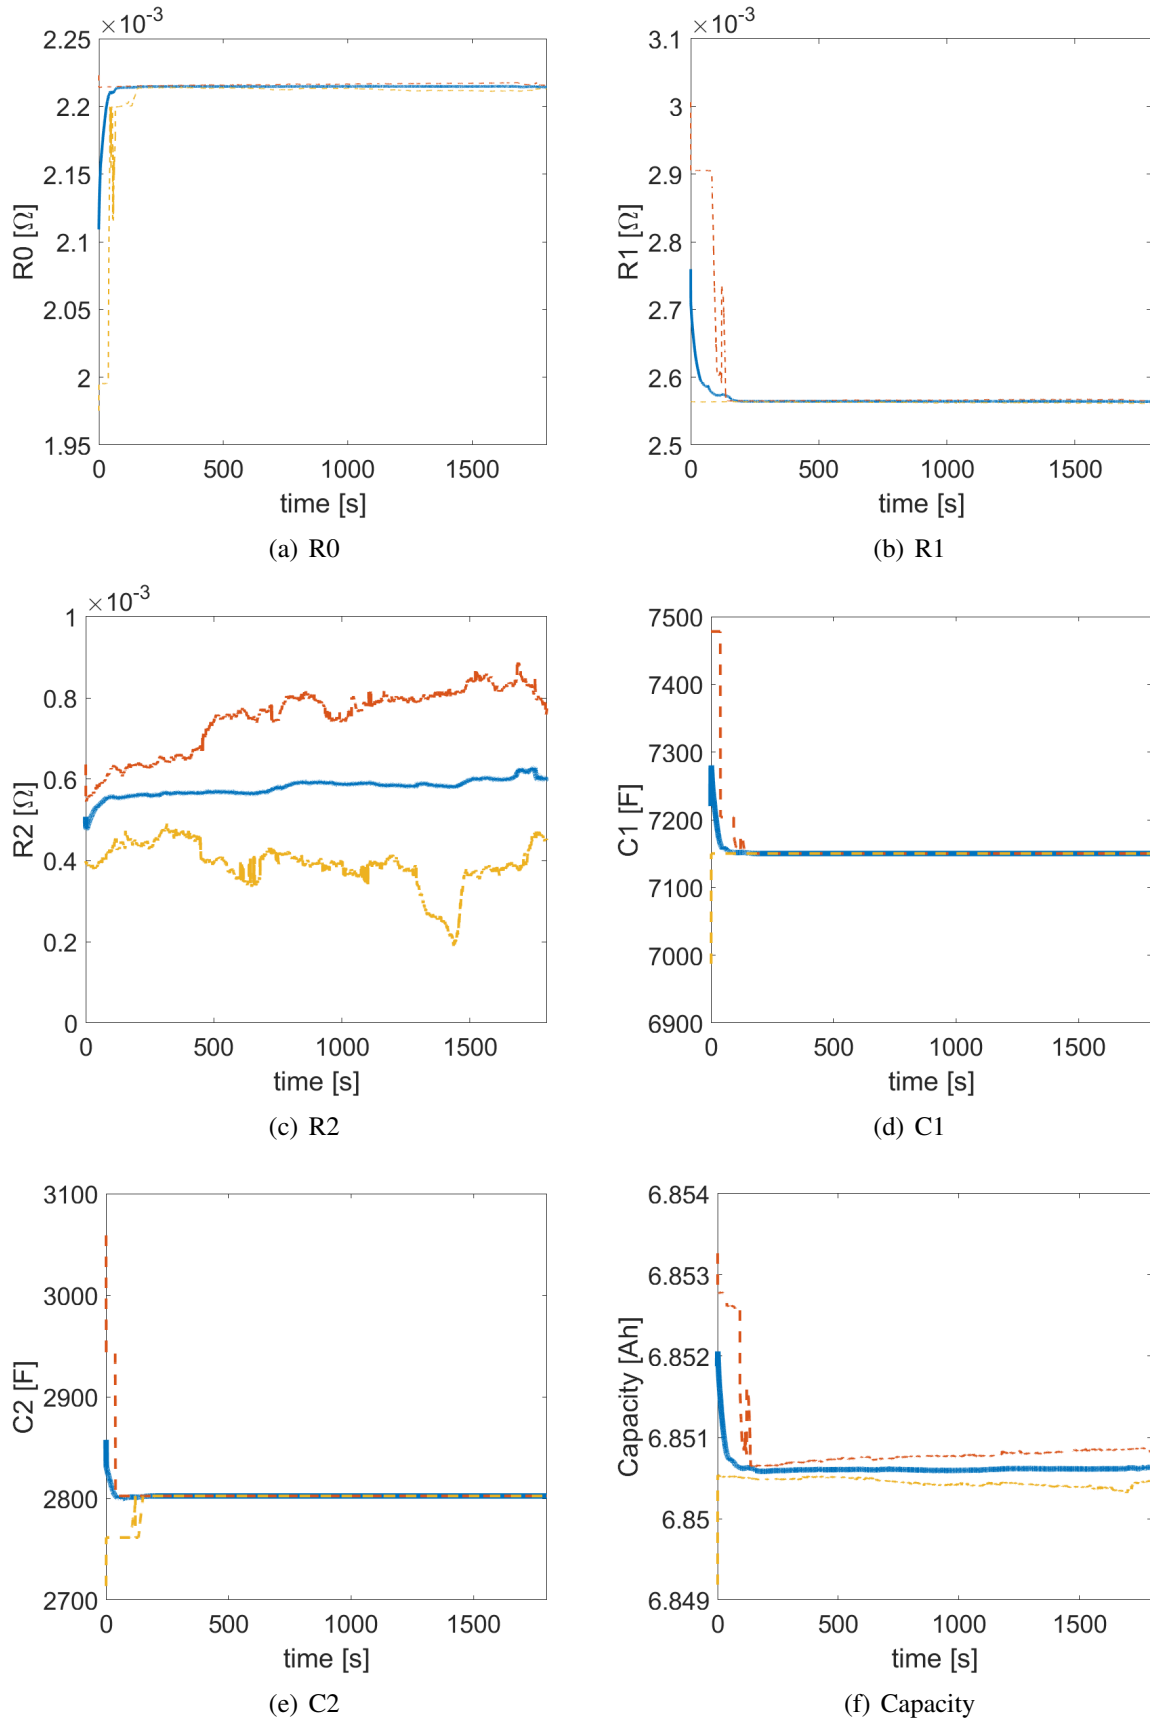 ×10⁻³
2.25
2.2
2.15
2.1
2.05
2
1.95
R0 [Ω]
0 500 1000 1500
time [s]
(a) R0
×10⁻³
3.1
3
2.9
2.8
2.7
2.6
2.5
R1 [Ω]
0 500 1000 1500
time [s]
(b) R1
×10⁻³
1
0.8
0.6
0.4
0.2
0
R2 [Ω]
0 500 1000 1500
time [s]
(c) R2
7500
7400
7300
7200
7100
7000
6900
C1 [F]
0 500 1000 1500
time [s]
(d) C1
3100
3000
2900
2800
2700
C2 [F]
0 500 1000 1500
time [s]
(e) C2
6.854
6.853
6.852
6.851
6.85
6.849
Capacity [Ah]
0 500 1000 1500
time [s]
(f) Capacity